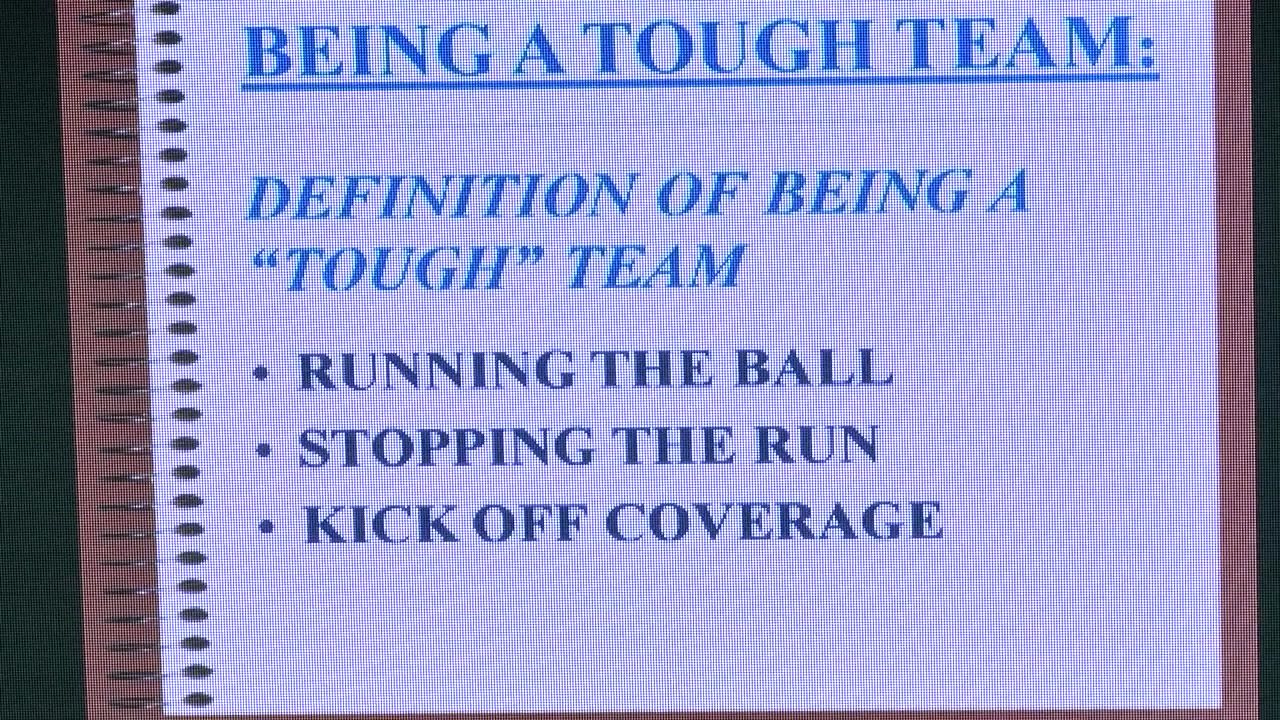 BEING A TOUGH TEAM:
DEFINITION OF BEING A
“TOUGH” TEAM
• RUNNING THE BALL
• STOPPING THE RUN
• KICK OFF COVERAGE